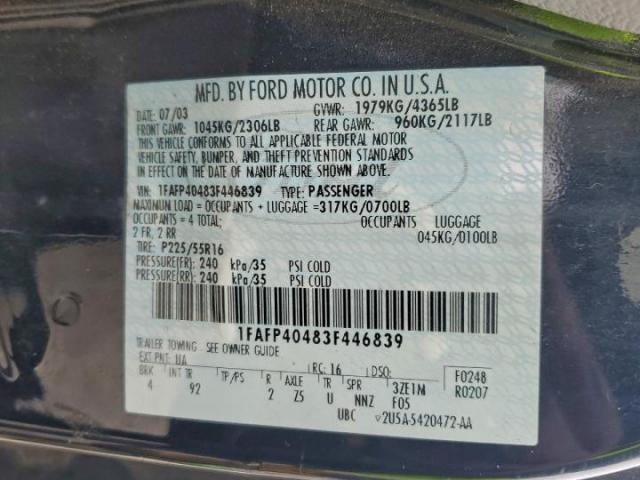 MFD. BY FORD MOTOR CO. IN U.S.A.
DATE: 07/03 GVWR: 1979KG/4365LB
FRONT GAWR: 1045KG/2306LB REAR GAWR: 960KG/2117LB
THIS VEHICLE CONFORMS TO ALL APPLICABLE FEDERAL MOTOR
VEHICLE SAFETY, BUMPER, AND THEFT PREVENTION STANDARDS
IN EFFECT ON THE DATE OF MANUFACTURE SHOWN ABOVE.
VIN: 1FAFP40483F446839 TYPE: PASSENGER
MAXIMUM LOAD = OCCUPANTS + LUGGAGE = 317KG/0700LB
OCCUPANTS = 4 TOTAL; OCCUPANTS LUGGAGE
2 FR, 2 RR 045KG/0100LB
TIRE: P225/55R16
PRESSURE(FR) 240 kPa/35 PSI COLD
PRESSURE(RR) 240 kPa/35 PSI COLD
1FAFP40483F446839
TRAILER TOWING - SEE OWNER GUIDE
EXT PNT: UA RC: 16 DSO: F0248
BRK INT TR TP/PS R AXLE TR SPR 3ZE1M R0207
4 92 2 Z5 U NNZ F05
UBC 2U5A-5420472-AA